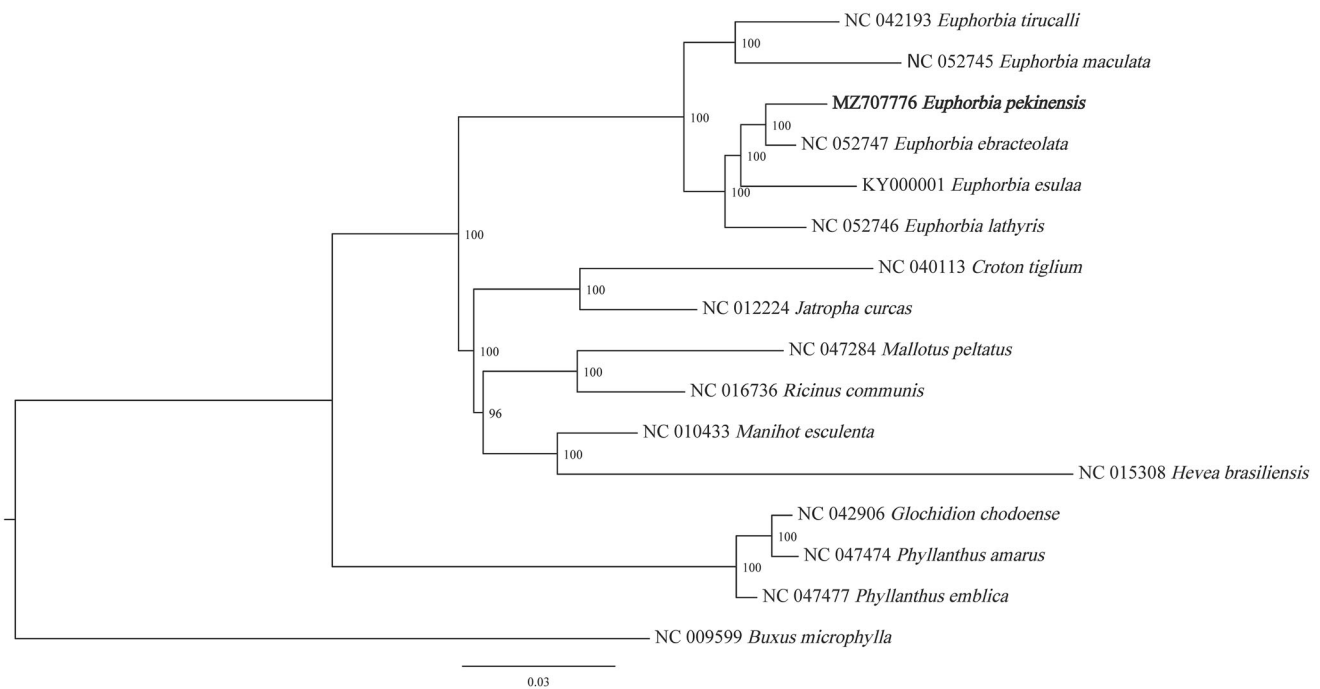 NC 042193 Euphorbia tirucalli
100
NC 052745 Euphorbia maculata
MZ707776 Euphorbia pekinensis
100
100
NC 052747 Euphorbia ebracteolata
100
KY000001 Euphorbia esulaa
100
NC 052746 Euphorbia lathyris
100
NC 040113 Croton tiglium
100
NC 012224 Jatropha curcas
100
NC 047284 Mallotus peltatus
100
NC 016736 Ricinus communis
96
NC 010433 Manihot esculenta
100
NC 015308 Hevea brasiliensis
NC 042906 Glochidion chodoense
100
NC 047474 Phyllanthus amarus
100
NC 047477 Phyllanthus emblica
NC 009599 Buxus microphylla
0.03